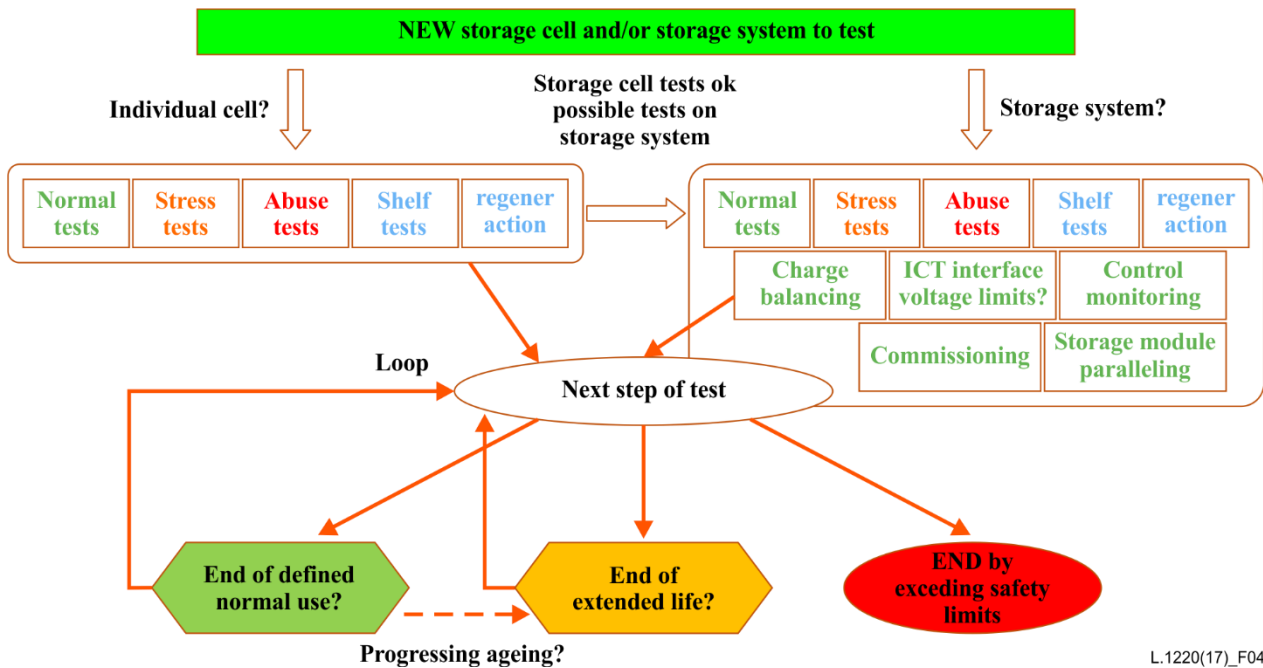 NEW storage cell and/or storage system to test
Individual cell?
Storage cell tests ok
possible tests on
storage system
Storage system?
Normal
tests
Stress
tests
Abuse
tests
Shelf
tests
regener
action
Normal
tests
Stress
tests
Abuse
tests
Shelf
tests
regener
action
Charge
balancing
ICT interface
voltage limits?
Control
monitoring
Commissioning
Storage module
paralleling
Loop
Next step of test
End of defined
normal use?
End of
extended life?
END by
exceeding safety
limits
Progressing ageing?
L.1220(17)_F04